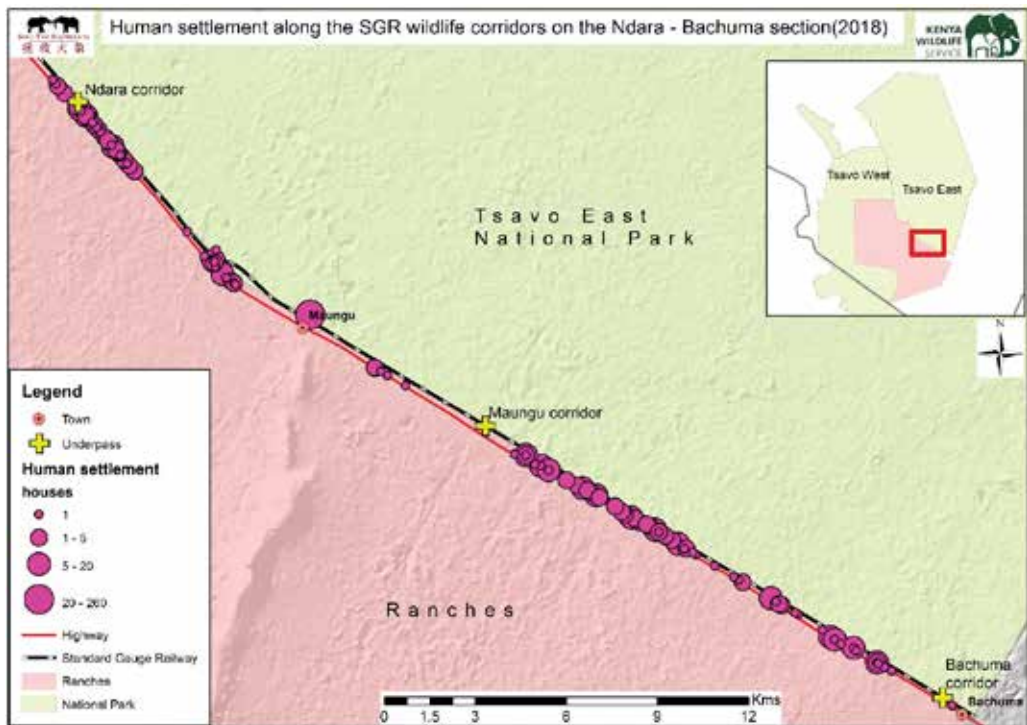 Human settlement along the SGR wildlife corridors on the Ndara - Bachuma section(2018)
KENYA
WILDLIFE
SERVICE
Ndara corridor
Tsavo West
Tsavo East
Tsavo East
National Park
N
Maungu
Legend
Town
Underpass
Human settlement
houses
1
1 - 5
5 - 20
20 - 260
Highway
Standard Gauge Railway
Ranches
National Park
Maungu corridor
Ranches
Bachuma
corridor
Bachuma
Kms
0 1.5 3 6 9 12